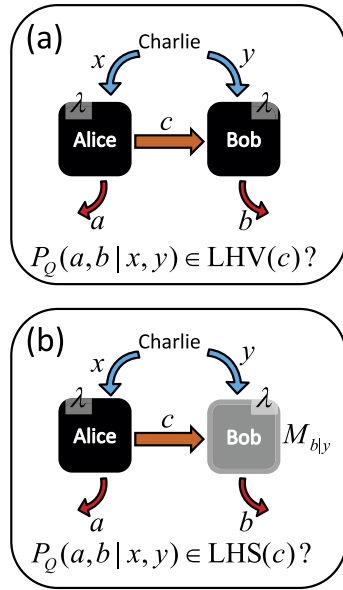 (a)
Charlie
x
y
λ
λ
Alice
c
Bob
a
b
P_Q(a,b|x,y)∈LHV(c)?
(b)
Charlie
x
y
λ
λ
Alice
c
Bob
M_{b|y}
a
b
P_Q(a,b|x,y)∈LHS(c)?